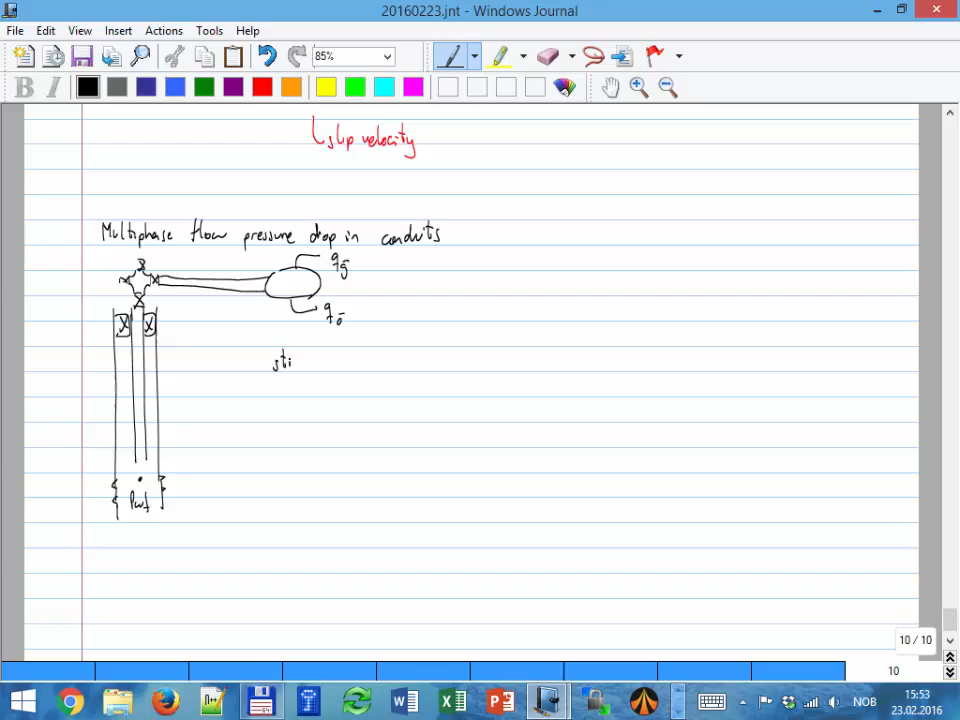 20160223.jnt - Windows Journal
File Edit View Insert Actions Tools Help
85%
B I
slip velocity
Multiphase flow pressure drop in conduits
qg̅
qo̅
sti
Pwf
10 / 10
10
15:53
NOB
23.02.2016